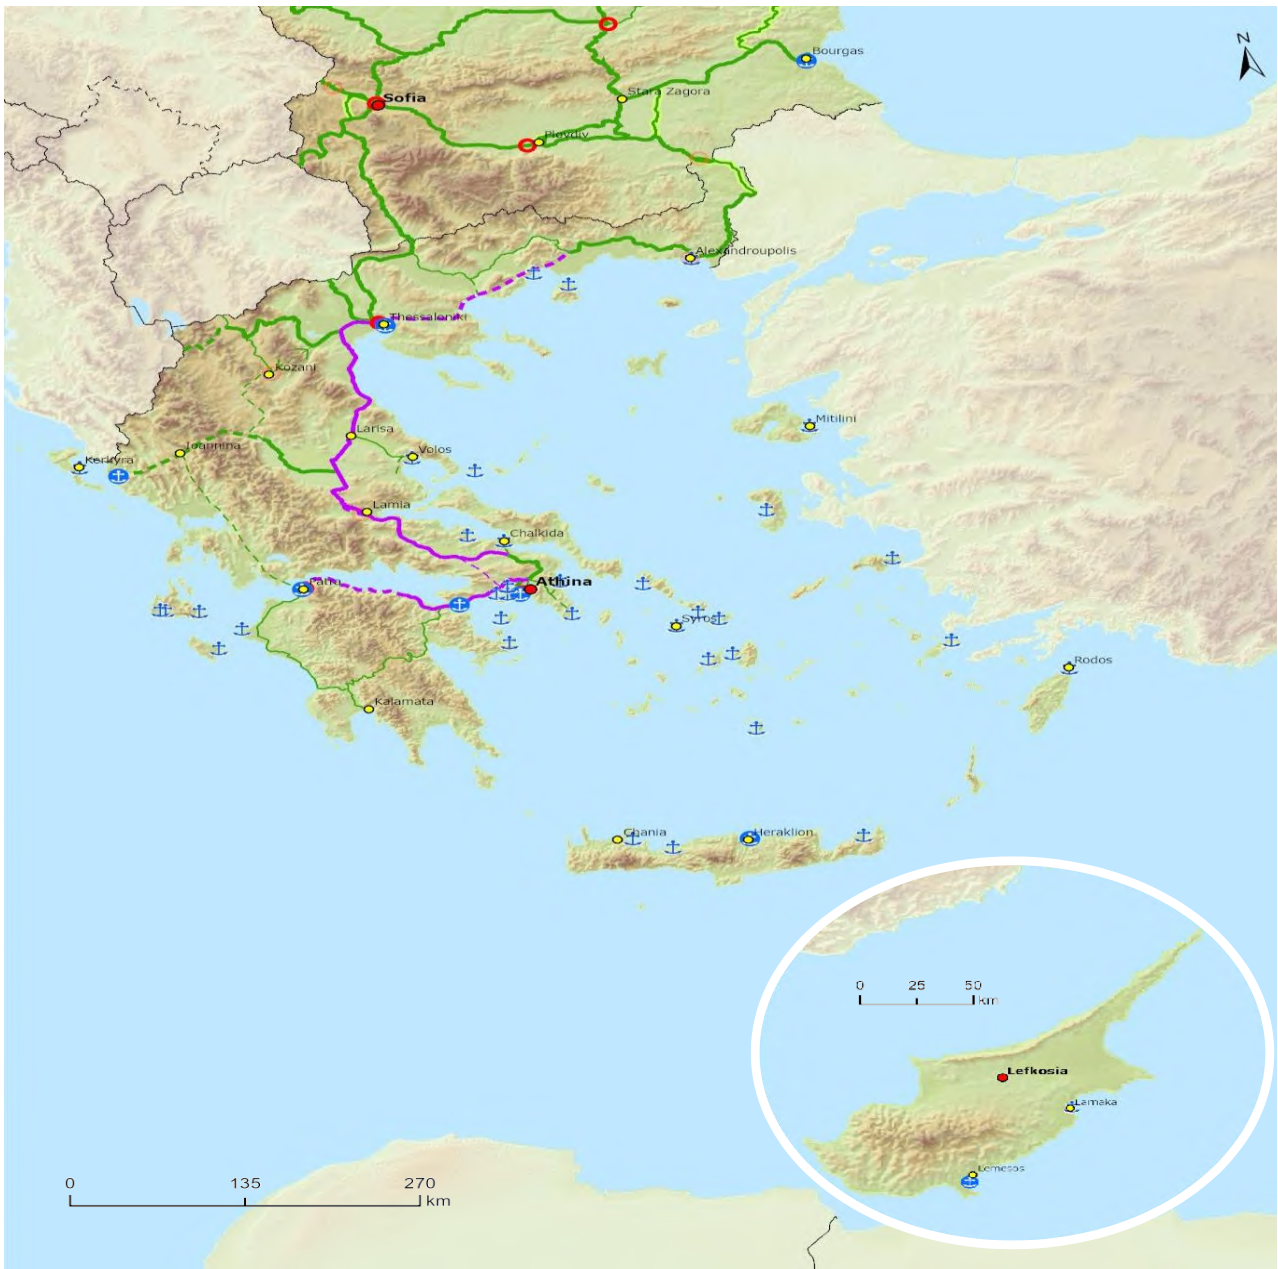 N
Bourgas
Stara Zagora
Sofia
Plovdiv
Alexandroupolis
Thessaloniki
Kozani
Mitilini
Larisa
Ioannina
Volos
Kerkyra
Lamia
Chalkida
Patra
Athina
Syros
Rodos
Kalamata
Chania
Heraklion
0 25 50
km
Lefkosia
Larnaka
Lemesos
0 135 270
km